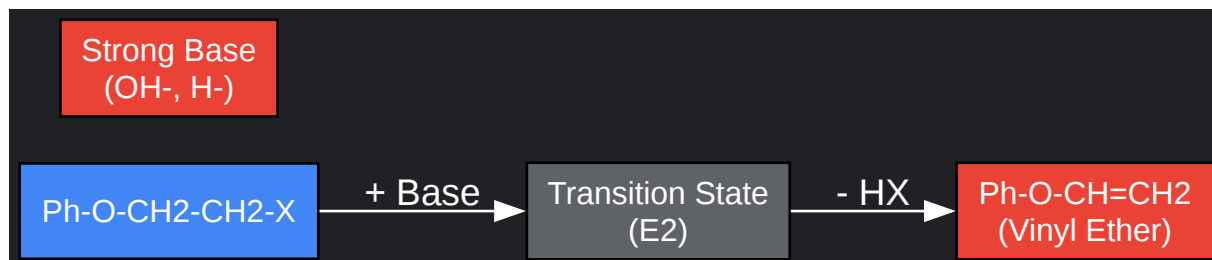 Strong Base
(OH-, H-)
Ph-O-CH2-CH2-X
+ Base
Transition State
(E2)
- HX
Ph-O-CH=CH2
(Vinyl Ether)